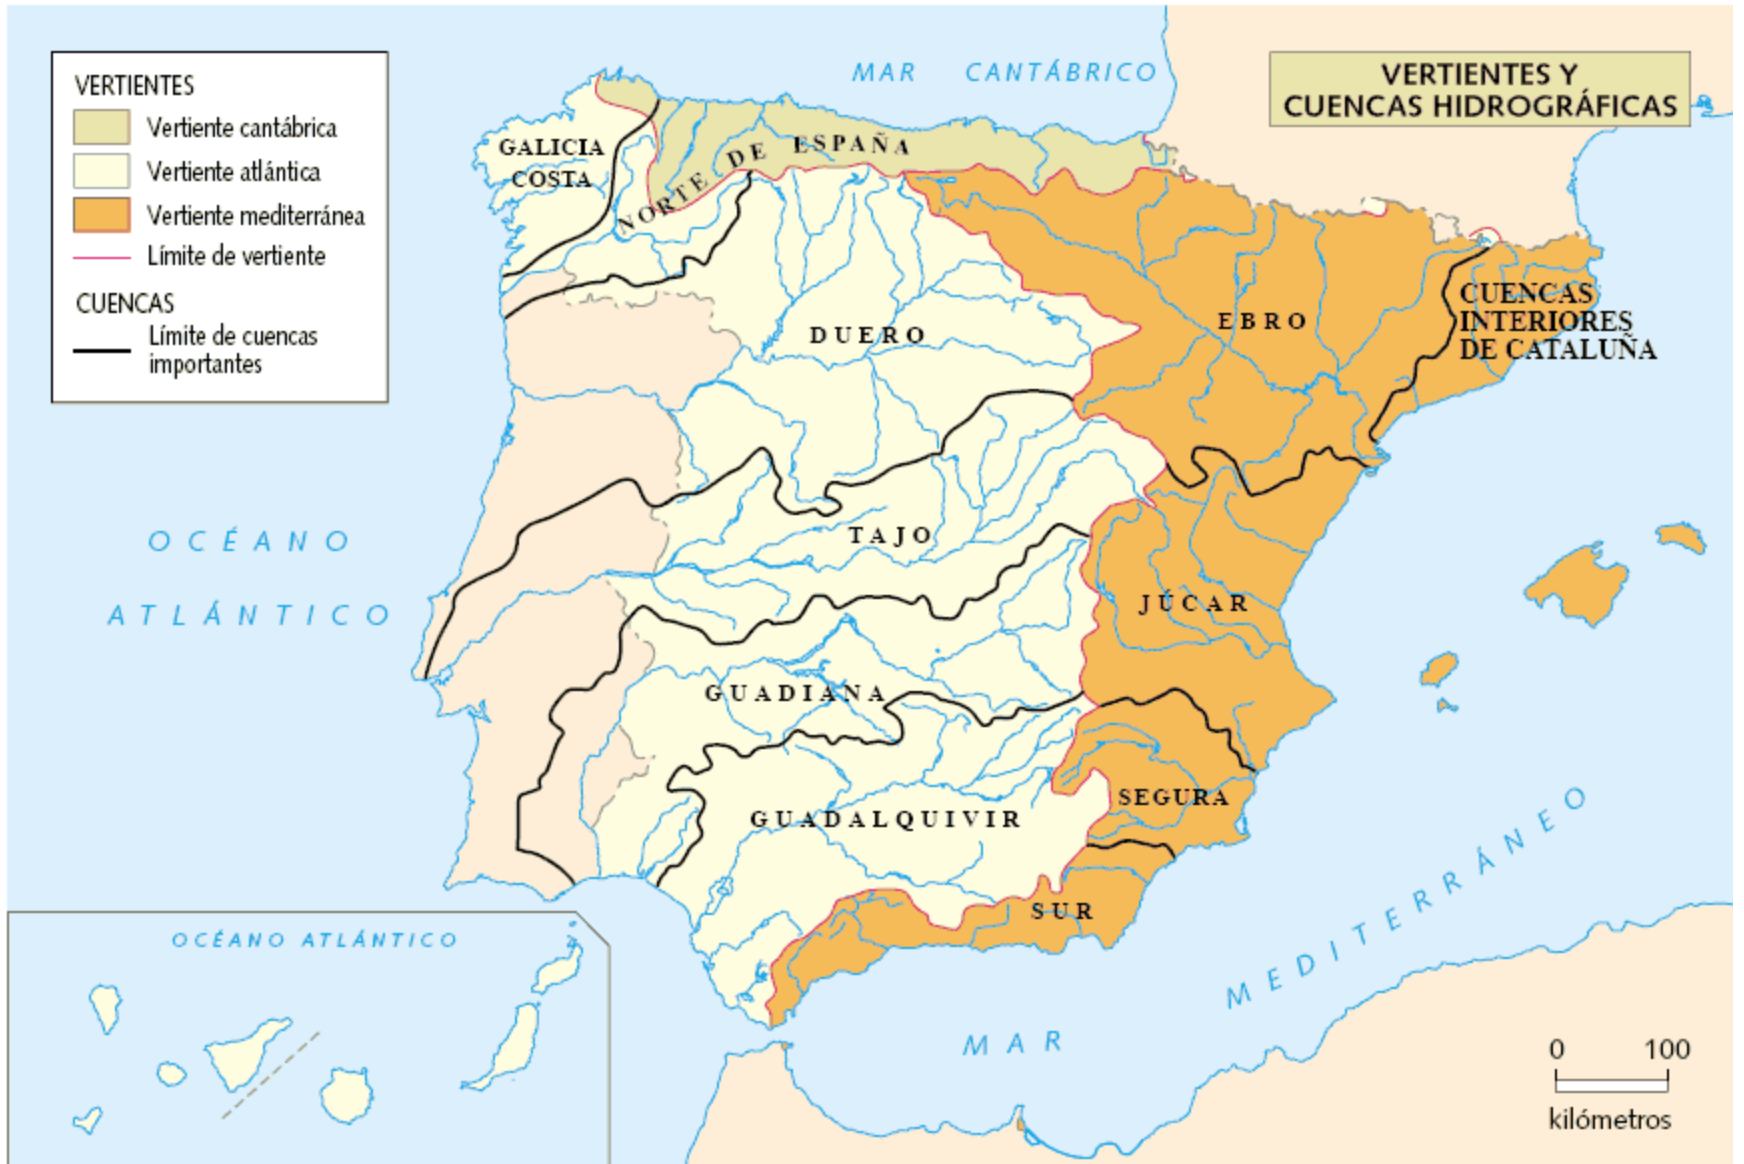 VERTIENTES
Vertiente cantábrica
Vertiente atlántica
Vertiente mediterránea
Límite de vertiente
CUENCAS
Límite de cuencas
importantes
VERTIENTES Y
CUENCAS HIDROGRÁFICAS
MAR CANTÁBRICO
GALICIA
COSTA
NORTE DE ESPAÑA
DUERO
EBRO
CUENCAS
INTERIORES
DE CATALUÑA
OCÉANO
ATLÁNTICO
TAJO
JÚCAR
GUADIANA
SEGURA
GUADALQUIVIR
SUR
MAR MEDITERRÁNEO
OCÉANO ATLÁNTICO
0 100
kilómetros